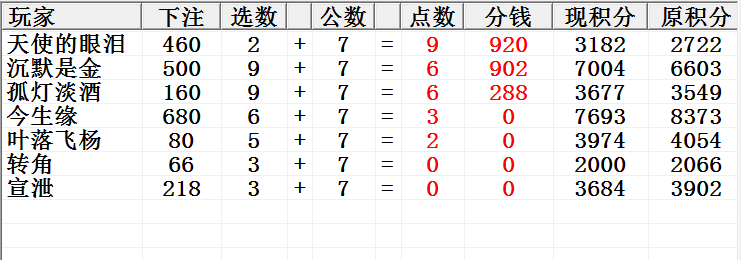 玩家 下注 选数 公数 点数 分钱 现积分 原积分
天使的眼泪 460 2 + 7 = 9 920 3182 2722
沉默是金 500 9 + 7 = 6 902 7004 6603
孤灯淡酒 160 9 + 7 = 6 288 3677 3549
今生缘 680 6 + 7 = 3 0 7693 8373
叶落飞杨 80 5 + 7 = 2 0 3974 4054
转角 66 3 + 7 = 0 0 2000 2066
宣泄 218 3 + 7 = 0 0 3684 3902